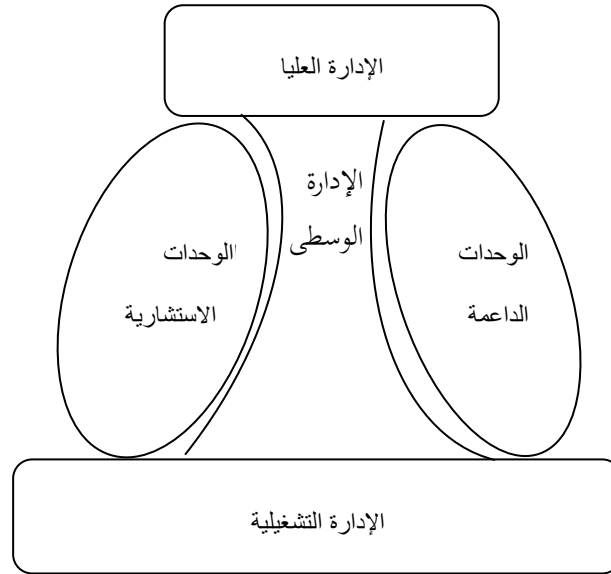 الإدارة العليا
الإدارة
الوسطى
الوحدات
الداعمة
الوحدات
الاستشارية
الإدارة التشغيلية